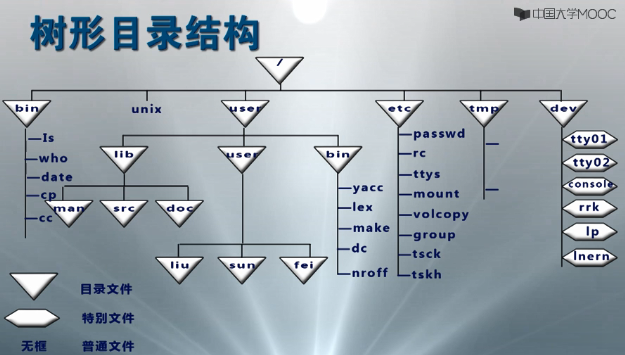 树形目录结构
中国大学MOOC
/
bin
unix
user
etc
tmp
dev
Is
who
date
cp
cc
lib
user
bin
man
src
doc
liu
sun
fei
yacc
lex
make
dc
nroff
passwd
rc
ttys
mount
volcopy
group
tsck
tskh
tty01
tty02
console
rrk
lp
lnern
目录文件
特别文件
无框 普通文件